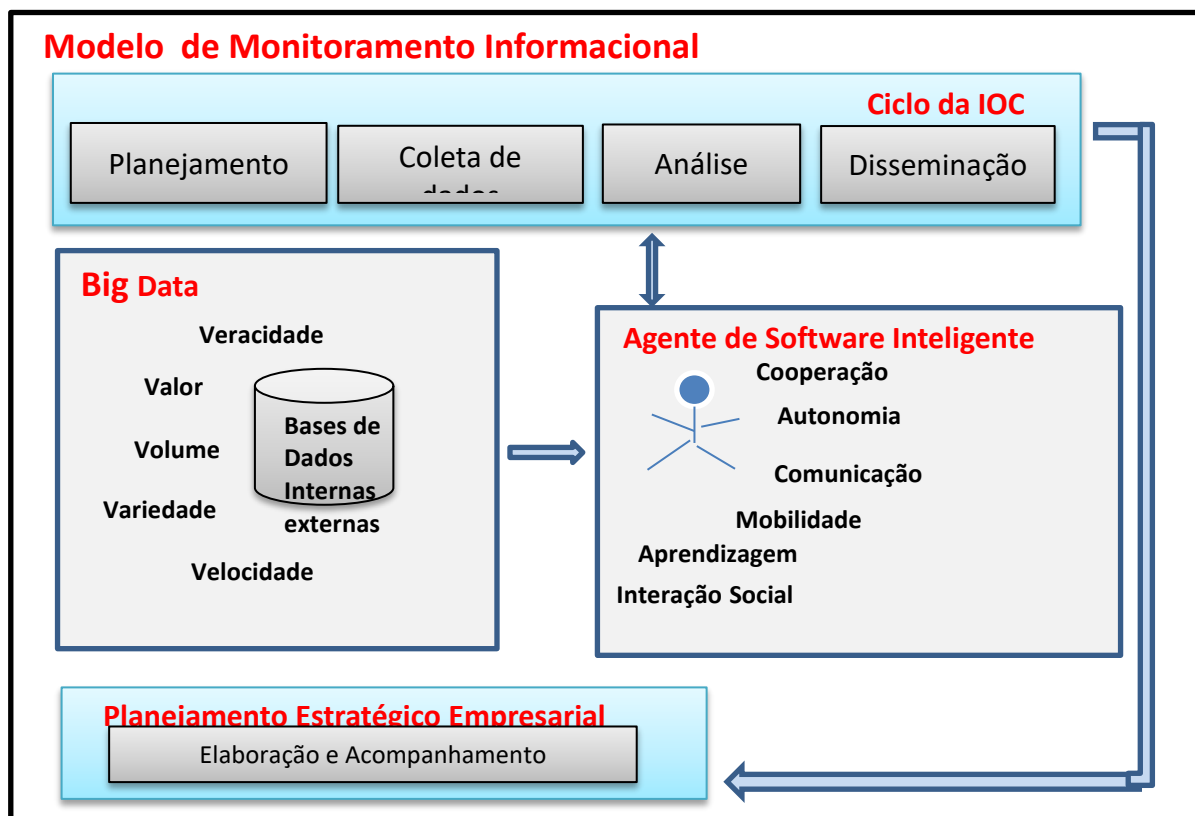 Modelo de Monitoramento Informacional
Ciclo da IOC
Planejamento
Coleta de
dados
Análise
Disseminação
Big Data
Veracidade
Valor
Volume
Variedade
Velocidade
Bases de
Dados
Internas
externas
Agente de Software Inteligente
Cooperação
Autonomia
Comunicação
Mobilidade
Aprendizagem
Interação Social
Planejamento Estratégico Empresarial
Elaboração e Acompanhamento